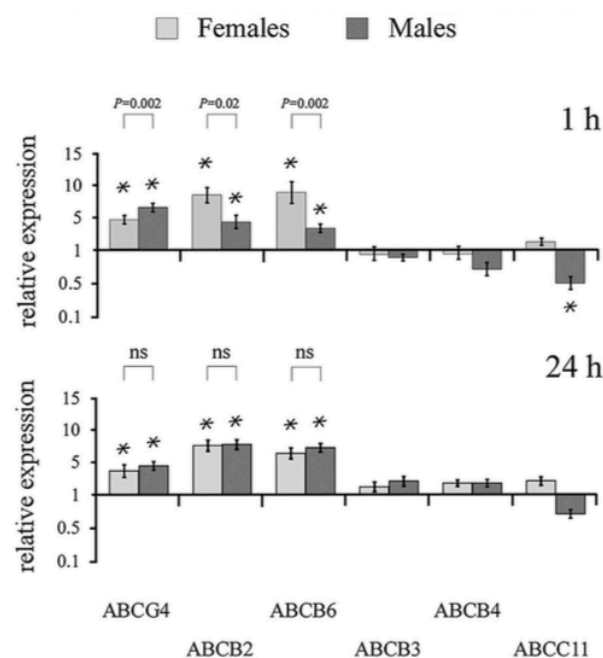 Females Males
P=0.002 P=0.02 P=0.002
1 h
15
* *
* *
* *
10
5
1
0.5
0.1
*
relative expression
ns ns ns
24 h
15
* *
* *
* *
10
5
1
0.5
0.1
relative expression
ABCG4 ABCB6 ABCB4
ABCB2 ABCB3 ABCC11